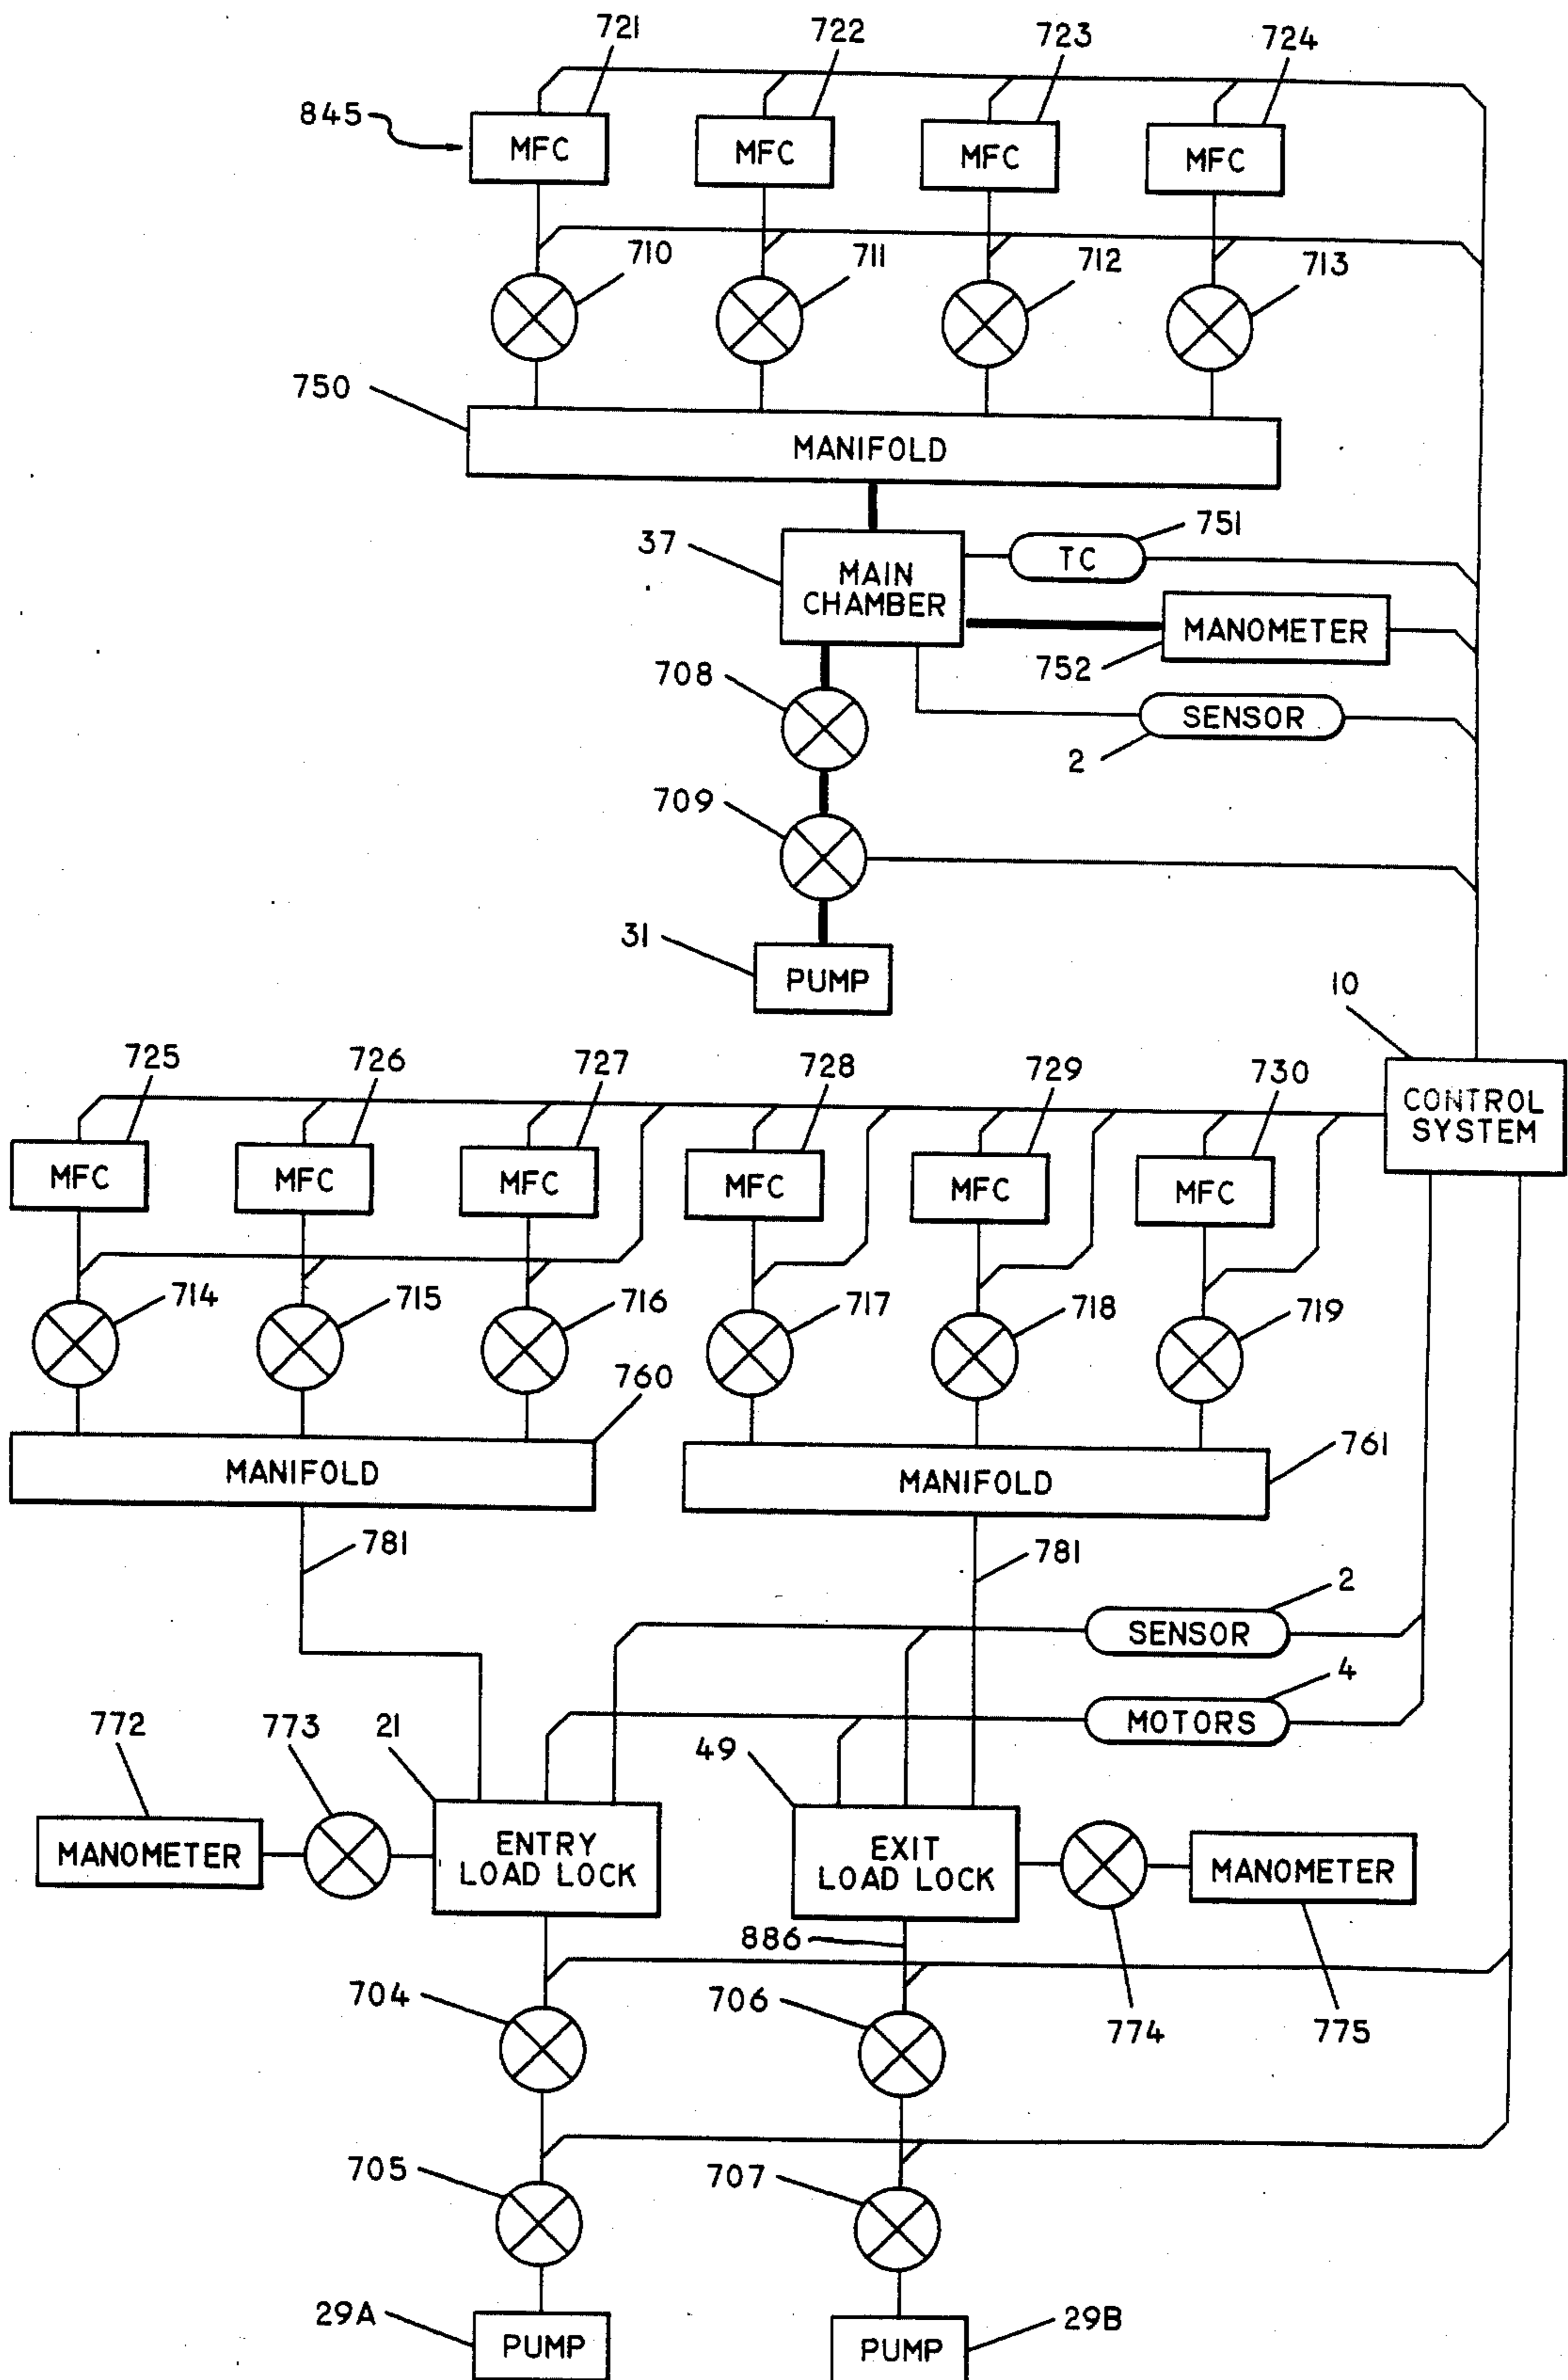 721 722 723 724
845
MFC MFC MFC MFC
710 711 712 713
750
MANIFOLD
37
MAIN
CHAMBER
751
TC
MANOMETER
752
708
SENSOR
2
709
31
PUMP
10
CONTROL
SYSTEM
725 726 727 728 729 730
MFC MFC MFC MFC MFC MFC
714 715 716 717 718 719
760
MANIFOLD
761
MANIFOLD
781 781
2
SENSOR
4
MOTORS
772 773 21 49
MANOMETER
ENTRY
LOAD LOCK
EXIT
LOAD LOCK
MANOMETER
886
704 706 774 775
705 707
29A
PUMP
29B
PUMP